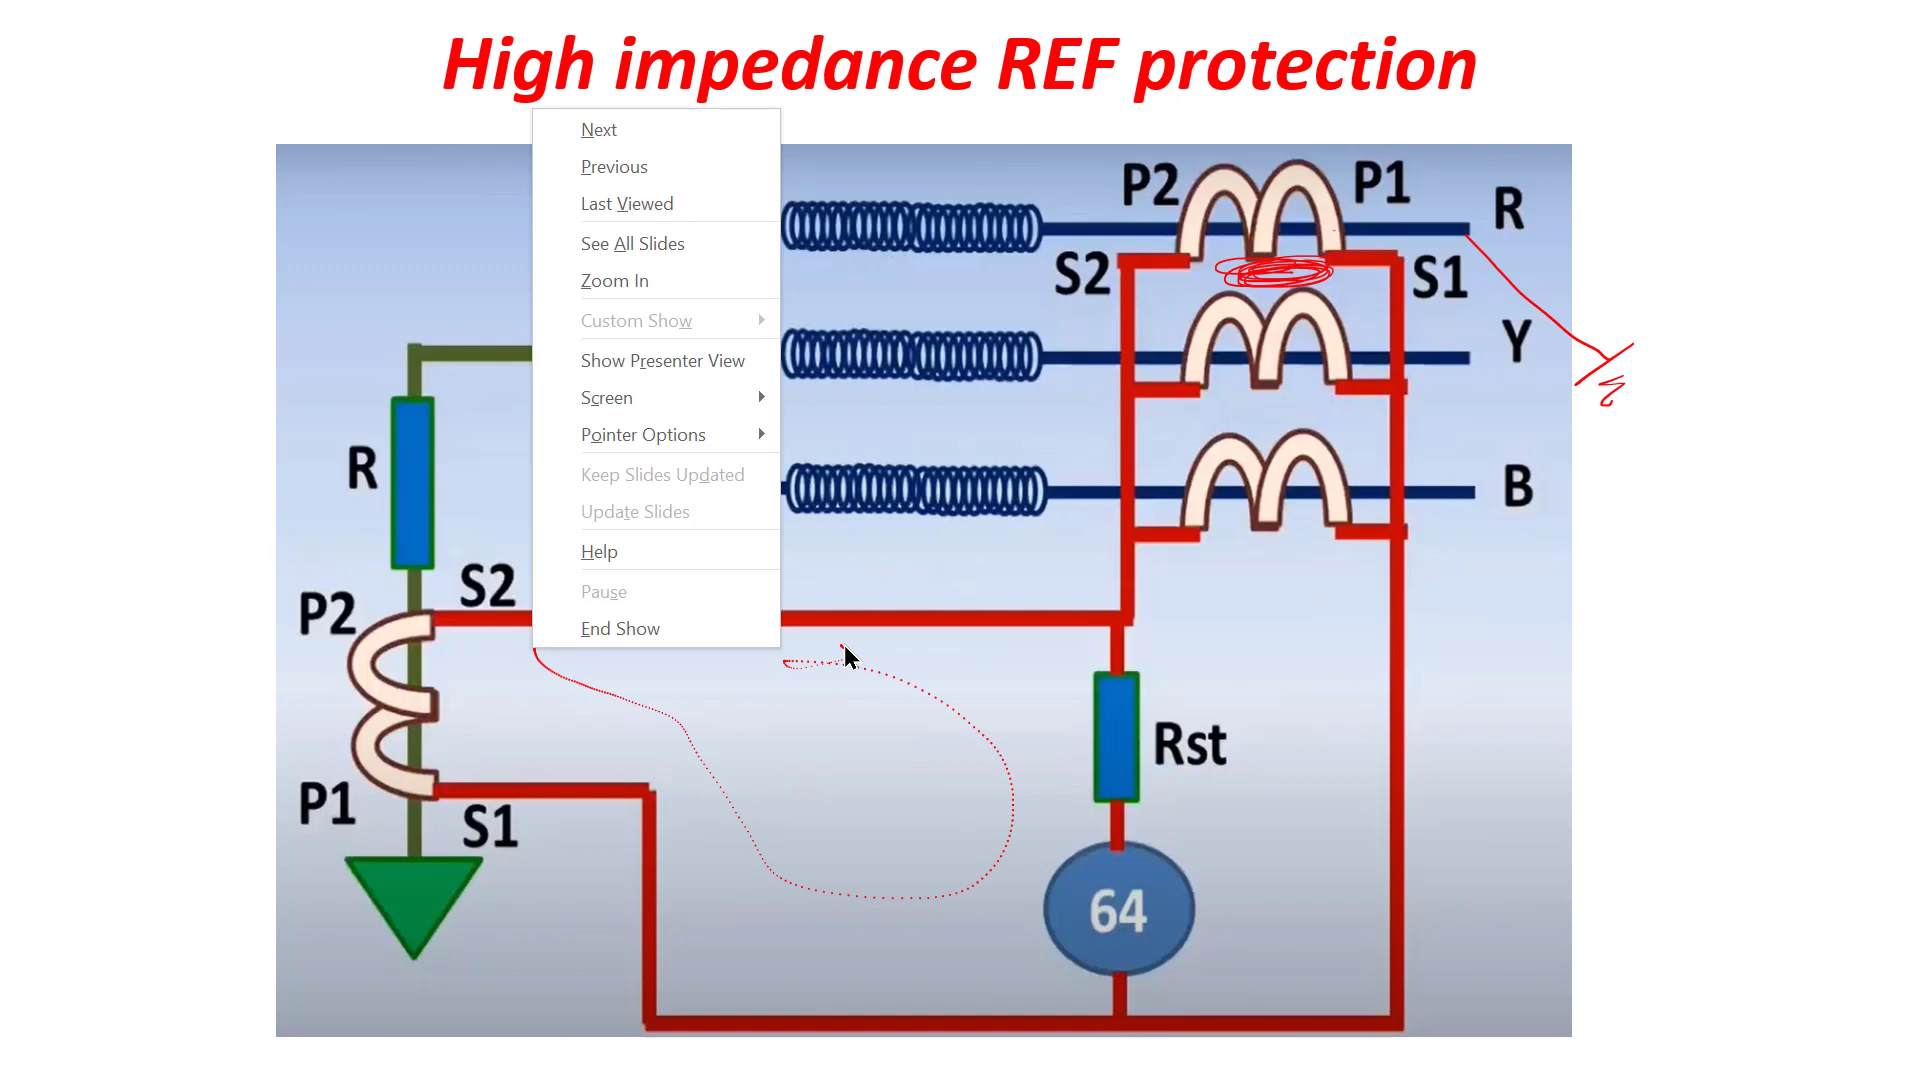 High impedance REF protection
Next
Previous
Last Viewed
See All Slides
Zoom In
Custom Show
Show Presenter View
Screen
Pointer Options
Keep Slides Updated
Update Slides
Help
Pause
End Show
P2 P1 R
S2 S1
Y
B
R
S2
P2
P1
S1
Rst
64